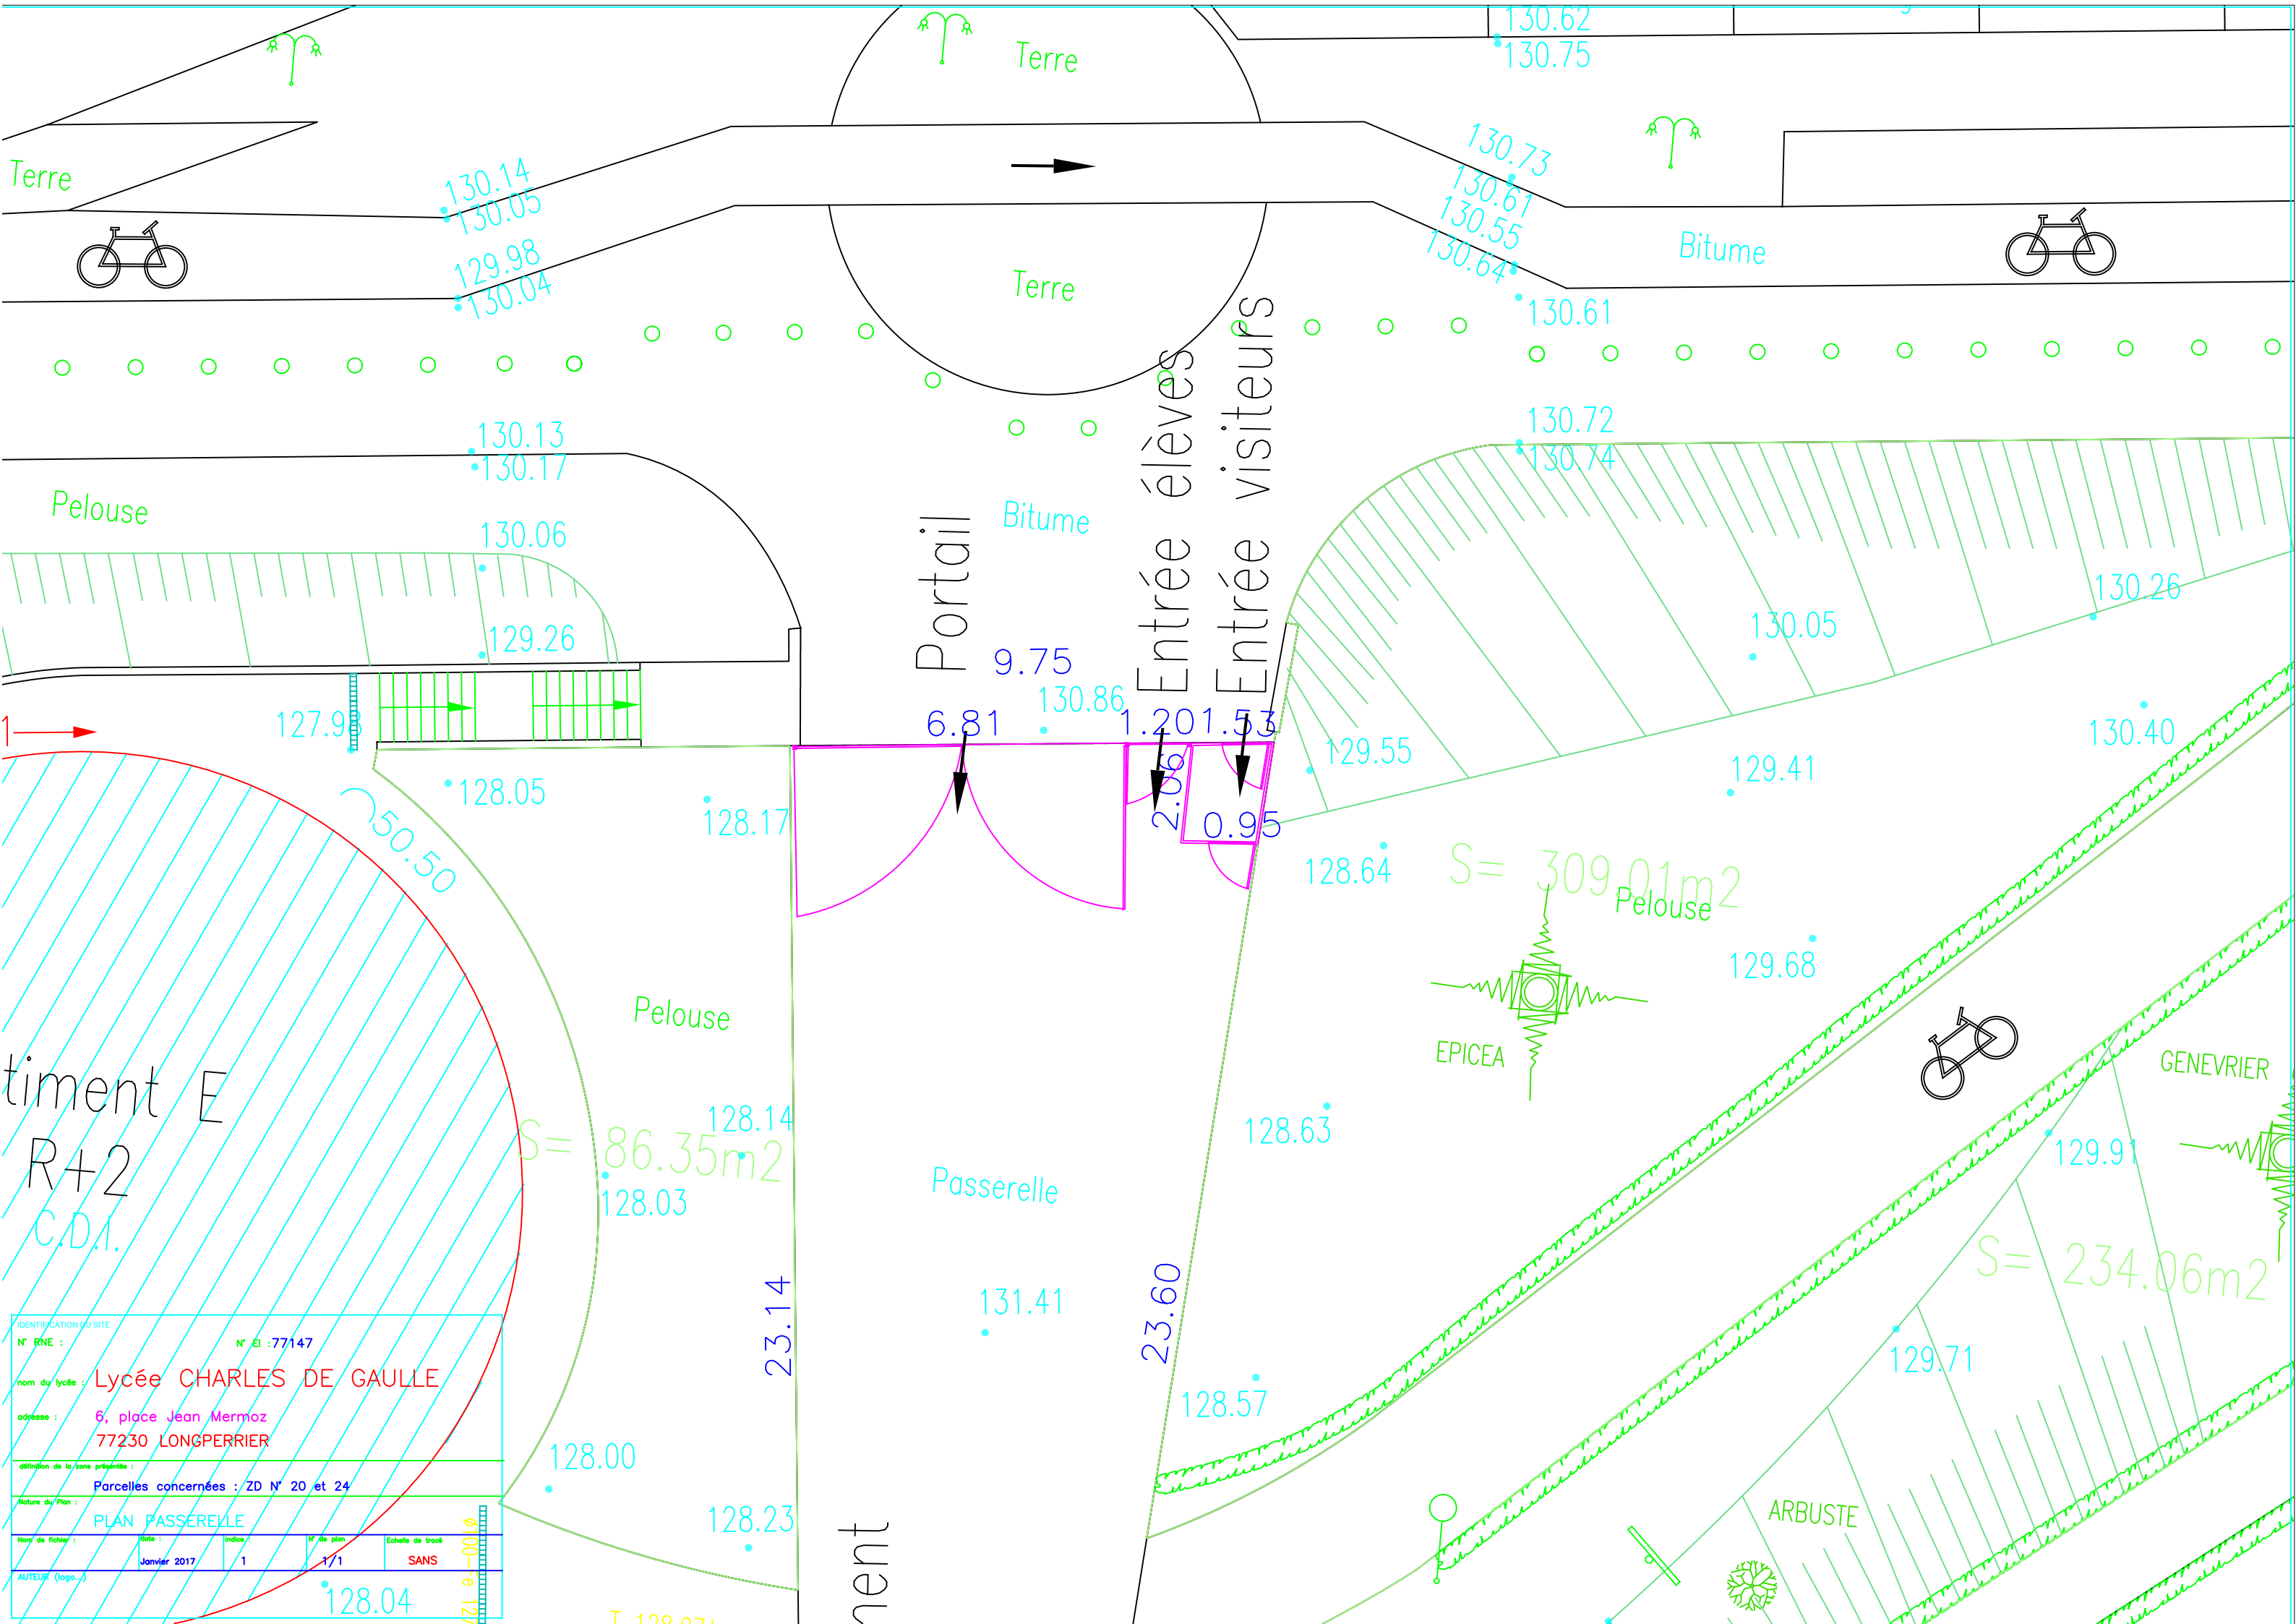 130.62
130.75
Terre
Terre
130.14
130.05
129.98
130.04
130.73
130.61
130.55
130.64
Bitume
Terre
130.61
130.13
130.17
130.72
130.74
Pelouse
Bitume
130.06
129.26
Portail
Entrée élèves
Entrée visiteurs
9.75
130.86
6.81
1.20
1.53
2.06
0.95
130.26
130.05
130.40
129.55
129.41
128.64
1
127.98
128.05
128.17
50.50
S= 309.01m2
Pelouse
129.68
Pelouse
EPICEA
GENEVRIER
timent E
R+2
C.D.I.
128.14
S= 86.35m2
128.03
128.63
129.91
Passerelle
131.41
23.14
23.60
S= 234.06m2
129.71
128.57
128.00
128.23
ARBUSTE
ment
IDENTIFICATION DU SITE
N° RNE :
N° EI :77147
nom du lycée : Lycée CHARLES DE GAULLE
adresse : 6, place Jean Mermoz
77230 LONGPERRIER
définition de la zone présentée :
Parcelles concernées : ZD N° 20 et 24
Nature du Plan :
PLAN PASSERELLE
Nom de fichier :
date :
Janvier 2017
indice :
1
N° de plan
1/1
Echelle de tracé
SANS
AUTEUR (logo...)
128.04